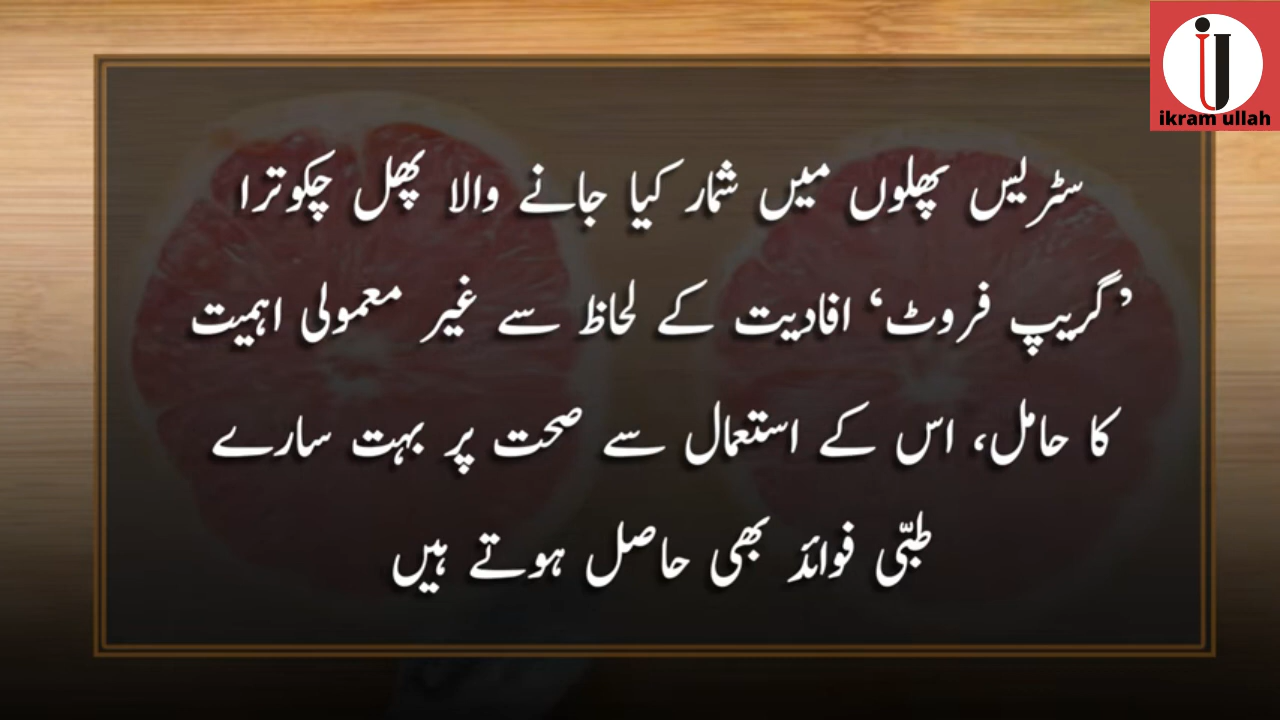 ikram ullah
سٹریس پھلوں میں شمار کیا جانے والا پھل چکوترا
’گریپ فروٹ‘ افادیت کے لحاظ سے غیر معمولی اہمیت
کا حامل، اس کے استعمال سے صحت پر بہت سارے
طبّی فوائد بھی حاصل ہوتے ہیں